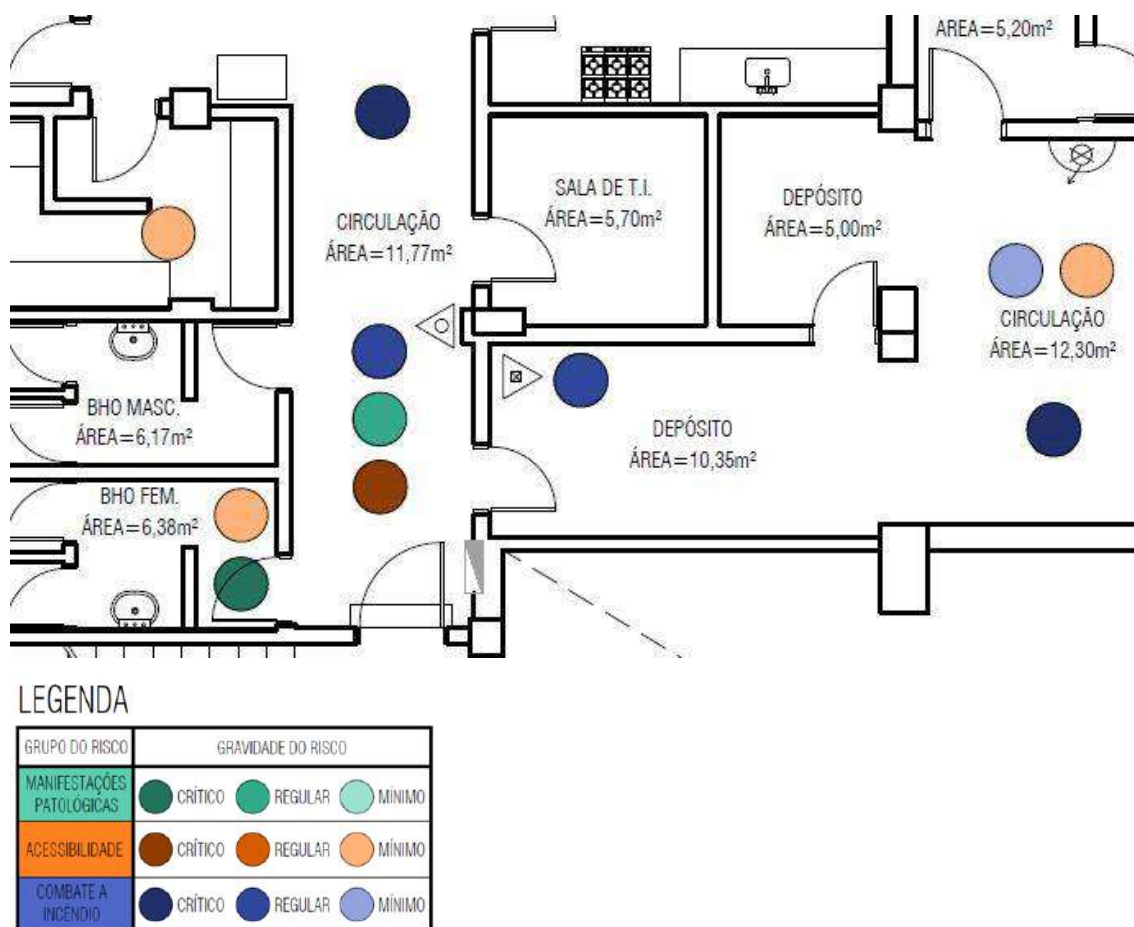 ÁREA=5,20m²
SALA DE T.I.
ÁREA=5,70m²
DEPÓSITO
ÁREA=5,00m²
CIRCULAÇÃO
ÁREA=11,77m²
CIRCULAÇÃO
ÁREA=12,30m²
BHO MASC.
ÁREA=6,17m²
DEPÓSITO
ÁREA=10,35m²
BHO FEM.
ÁREA=6,38m²
LEGENDA
GRUPO DO RISCO GRAVIDADE DO RISCO
MANIFESTAÇÕES
PATOLÓGICAS
CRÍTICO REGULAR MÍNIMO
ACESSIBILIDADE CRÍTICO REGULAR MÍNIMO
COMBATE A
INCÊNDIO
CRÍTICO REGULAR MÍNIMO